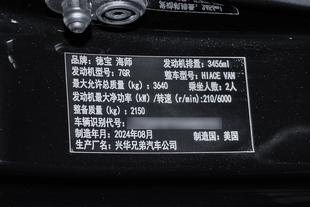 品牌: 德宝 海师 发动机排量: 3456ml
发动机型号: 7GR 整车型号: HIACE VAN
最大允许总质量 (kg): 3640 乘坐人数: 2人
发动机最大净功率 (kW)/转速 (r/min):210/6000
整备质量 (kg): 2150
车辆识别代号:
制造年月: 2024年08月 制造国: 美国
生产厂名: 兴华兄弟汽车公司